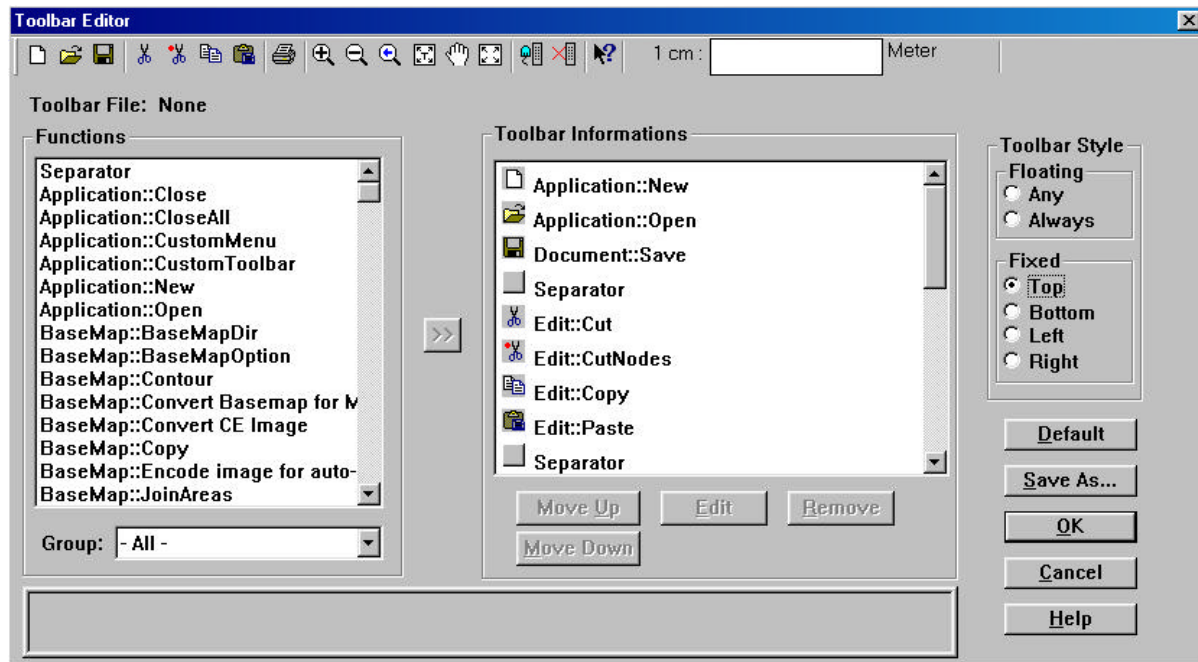 Toolbar Editor
1 cm :
Meter
Toolbar File: None
Functions
Separator
Application::Close
Application::CloseAll
Application::CustomMenu
Application::CustomToolbar
Application::New
Application::Open
BaseMap::BaseMapDir
BaseMap::BaseMapOption
BaseMap::Contour
BaseMap::Convert Basemap for M
BaseMap::Convert CE Image
BaseMap::Copy
BaseMap::Encode image for auto-
BaseMap::JoinAreas
Group: - All -
>>
Toolbar Informations
Application::New
Application::Open
Document::Save
Separator
Edit::Cut
Edit::CutNodes
Edit::Copy
Edit::Paste
Separator
Move Up
Edit
Remove
Move Down
Toolbar Style
Floating
Any
Always
Fixed
Top
Bottom
Left
Right
Default
Save As...
OK
Cancel
Help